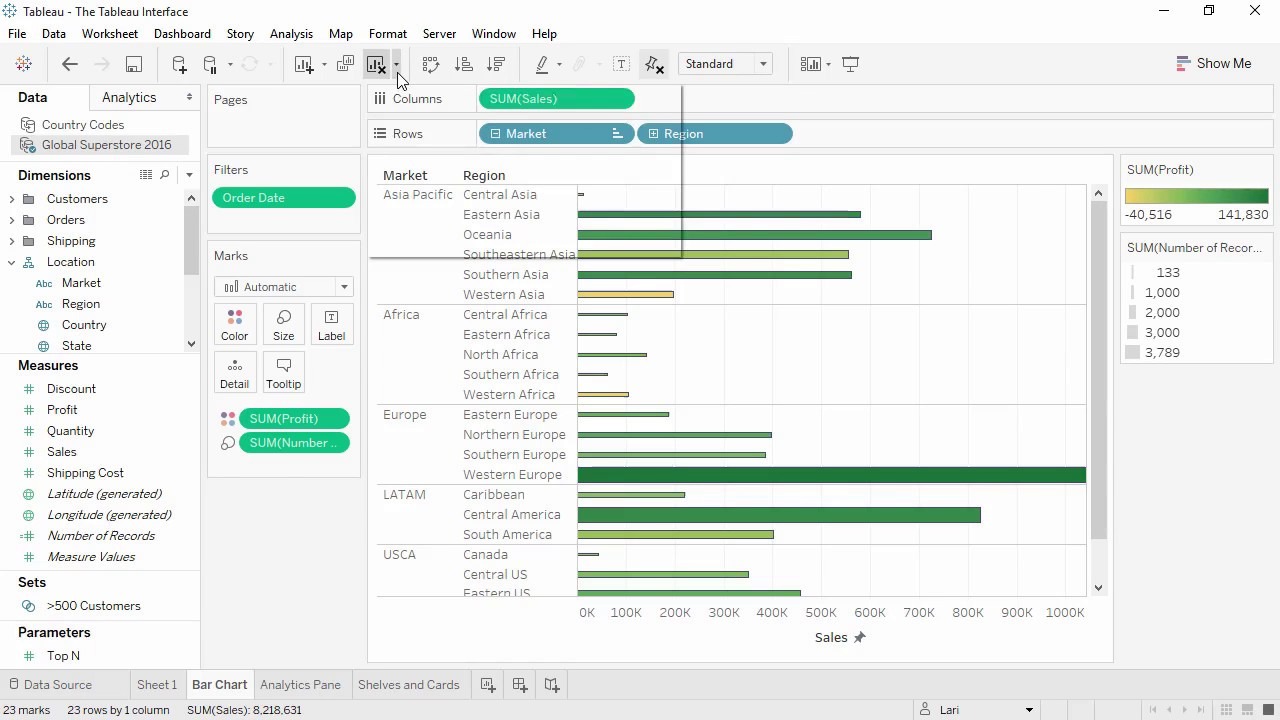 Tableau - The Tableau Interface
File Data Worksheet Dashboard Story Analysis Map Format Server Window Help
Standard
Show Me
Data Analytics
Country Codes
Global Superstore 2016
Dimensions
Customers
Orders
Shipping
Location
Abc Market
Abc Region
Country
State
Measures
Discount
Profit
Quantity
Sales
Shipping Cost
Latitude (generated)
Longitude (generated)
Number of Records
Measure Values
Sets
>500 Customers
Parameters
Top N
Pages
Filters
Order Date
Marks
Automatic
Color Size Label
Detail Tooltip
SUM(Profit)
SUM(Number ..
Columns SUM(Sales)
Rows Market Region
Market Region
Asia Pacific Central Asia
Eastern Asia
Oceania
Southeastern Asia
Southern Asia
Western Asia
Africa Central Africa
Eastern Africa
North Africa
Southern Africa
Western Africa
Europe Eastern Europe
Northern Europe
Southern Europe
Western Europe
LATAM Caribbean
Central America
South America
USCA Canada
Central US
Eastern US
0K 100K 200K 300K 400K 500K 600K 700K 800K 900K 1000K
Sales
SUM(Profit)
-40,516 141,830
SUM(Number of Recor...
133
1,000
2,000
3,000
3,789
Data Source Sheet 1 Bar Chart Analytics Pane Shelves and Cards
23 marks 23 rows by 1 column SUM(Sales): 8,218,631 Lari